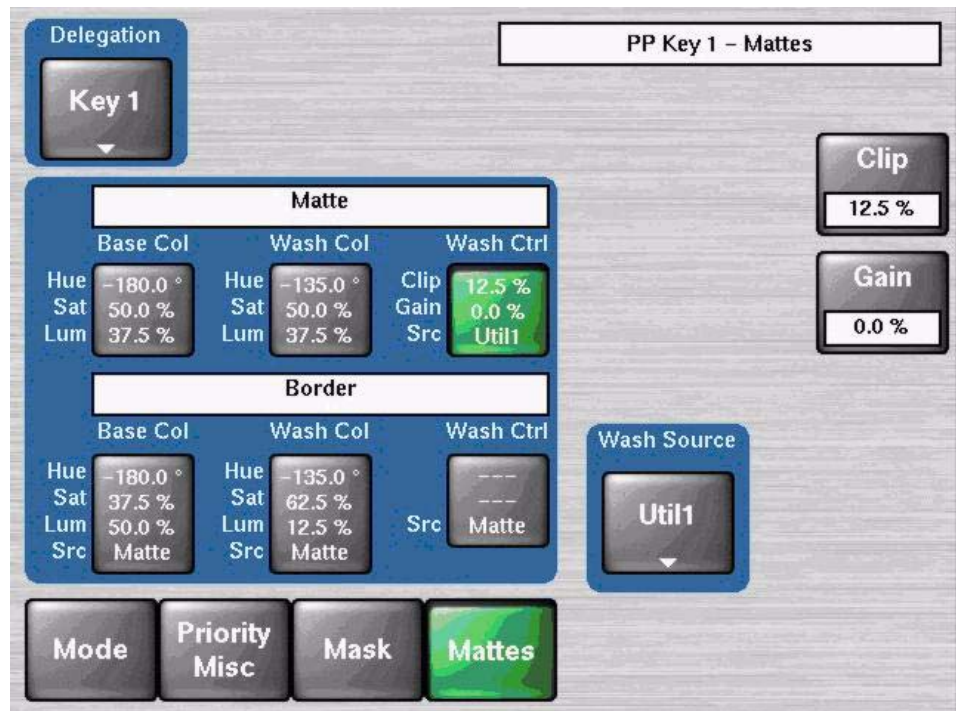 Delegation
PP Key 1 – Mattes
Key 1
Clip
12.5 %
Matte
Base Col Wash Col Wash Ctrl
Hue -180.0 ° Hue -135.0 ° Clip 12.5 %
Sat 50.0 % Sat 50.0 % Gain 0.0 %
Lum 37.5 % Lum 37.5 % Src Util1
Gain
0.0 %
Border
Base Col Wash Col Wash Ctrl
Hue -180.0 ° Hue -135.0 ° ---
Sat 37.5 % Sat 62.5 % ---
Lum 50.0 % Lum 12.5 % Src Matte
Src Matte Src Matte
Wash Source
Util1
Mode Priority Misc Mask Mattes